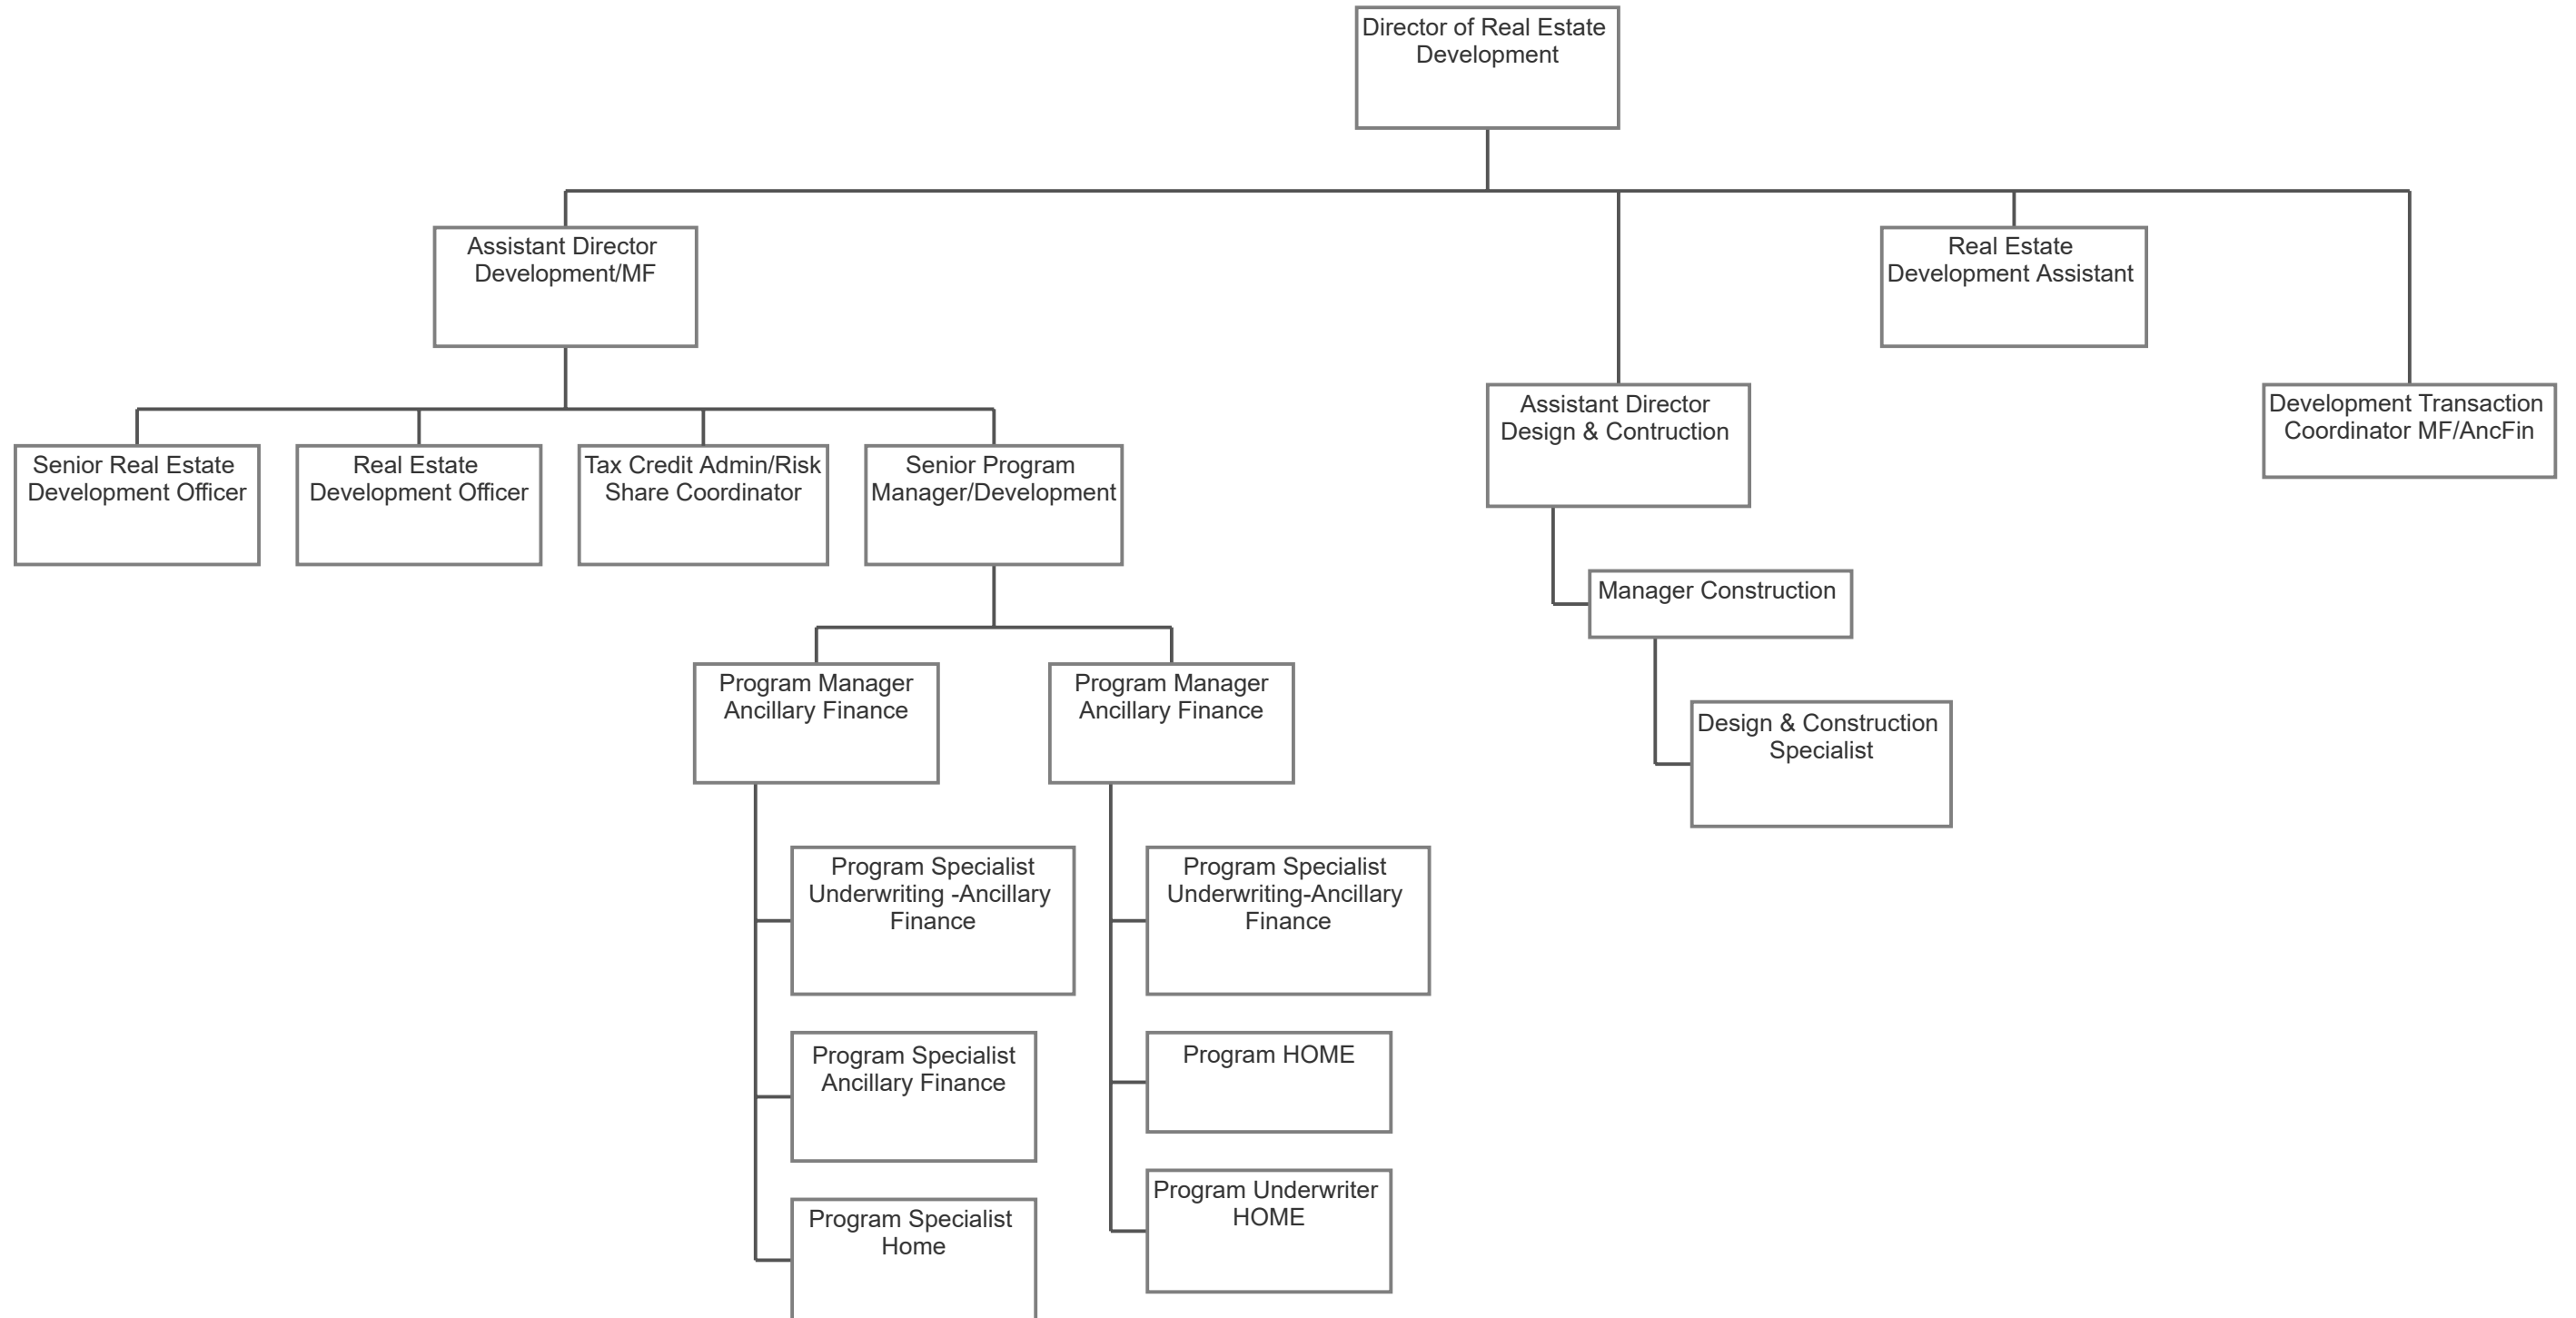 Director of Real Estate
Development
Assistant Director
Development/MF
Real Estate
Development Assistant
Assistant Director
Design & Contruction
Development Transaction
Coordinator MF/AncFin
Senior Real Estate
Development Officer
Real Estate
Development Officer
Tax Credit Admin/Risk
Share Coordinator
Senior Program
Manager/Development
Manager Construction
Program Manager
Ancillary Finance
Program Manager
Ancillary Finance
Design & Construction
Specialist
Program Specialist
Underwriting -Ancillary
Finance
Program Specialist
Underwriting-Ancillary
Finance
Program Specialist
Ancillary Finance
Program HOME
Program Specialist
Home
Program Underwriter
HOME